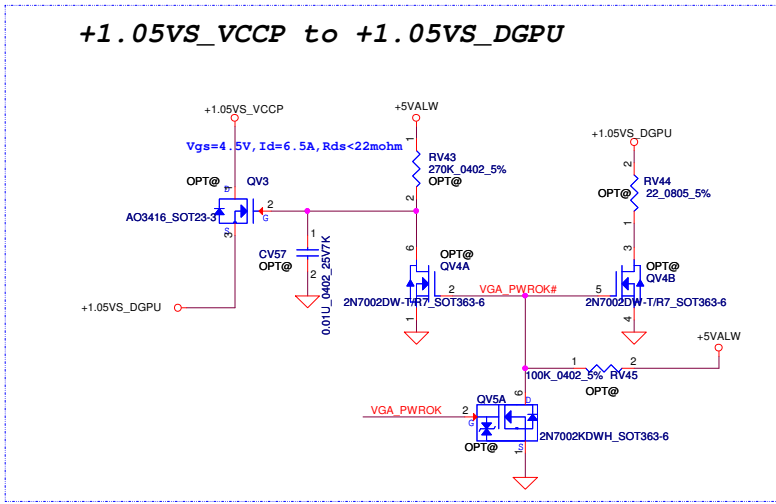 +1.05VS_VCCP to +1.05VS_DGPU
+1.05VS_VCCP
+5VALW
+1.05VS_DGPU
Vgs=4.5V,Id=6.5A,Rds<22mohm
1
RV43
270K_0402_5%
OPT@
2
2
RV44
22_0805_5%
OPT@
1
OPT@
1
D
QV3
2
G
AO3416_SOT23-3
S
3
1
CV57
OPT@
2
0.01U_0402_25V7K
6
OPT@
QV4A
2
2N7002DW-T/R7_SOT363-6
1
VGA_PWROK#
3
OPT@
QV4B
5
2N7002DW-T/R7_SOT363-6
4
+1.05VS_DGPU
+5VALW
1
2
100K_0402_5%
RV45
OPT@
VGA_PWROK
2
G
QV5A
6
D
2N7002KDWH_SOT363-6
OPT@
1
S